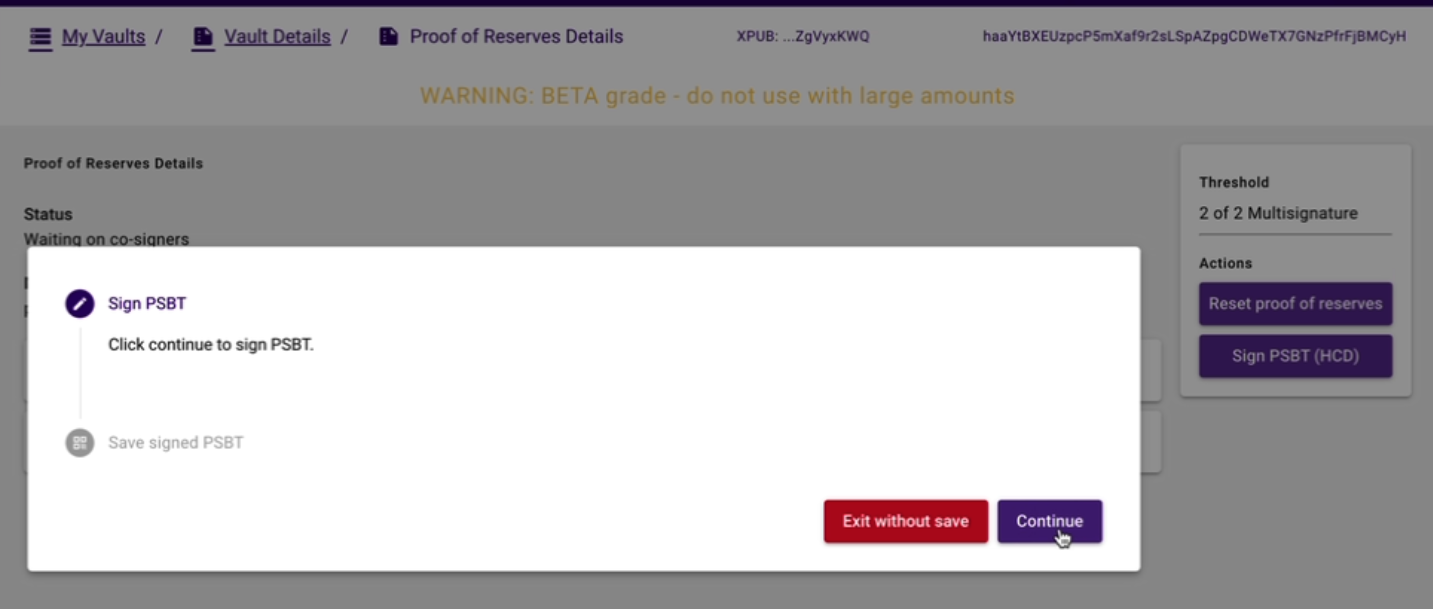 My Vaults / Vault Details / Proof of Reserves Details XPUB: ...ZgVyxKWQ haaYtBXEUzpcP5mXaf9r2sLSpAZpgCDWeTX7GNzPfrFjBMCyH
WARNING: BETA grade - do not use with large amounts
Proof of Reserves Details
Status
Waiting on co-signers
Threshold
2 of 2 Multisignature
Actions
Reset proof of reserves
Sign PSBT (HCD)
Sign PSBT
Click continue to sign PSBT.
Save signed PSBT
Exit without save
Continue